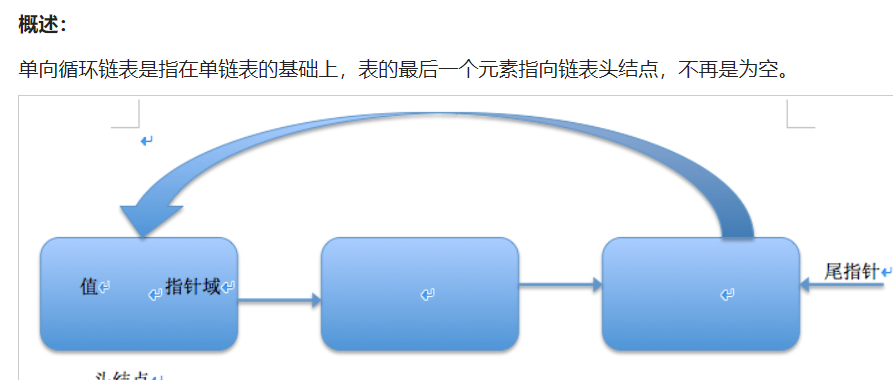 概述：
单向循环链表是指在单链表的基础上，表的最后一个元素指向链表头结点，不再是为空。
值 指针域
尾指针
头结点